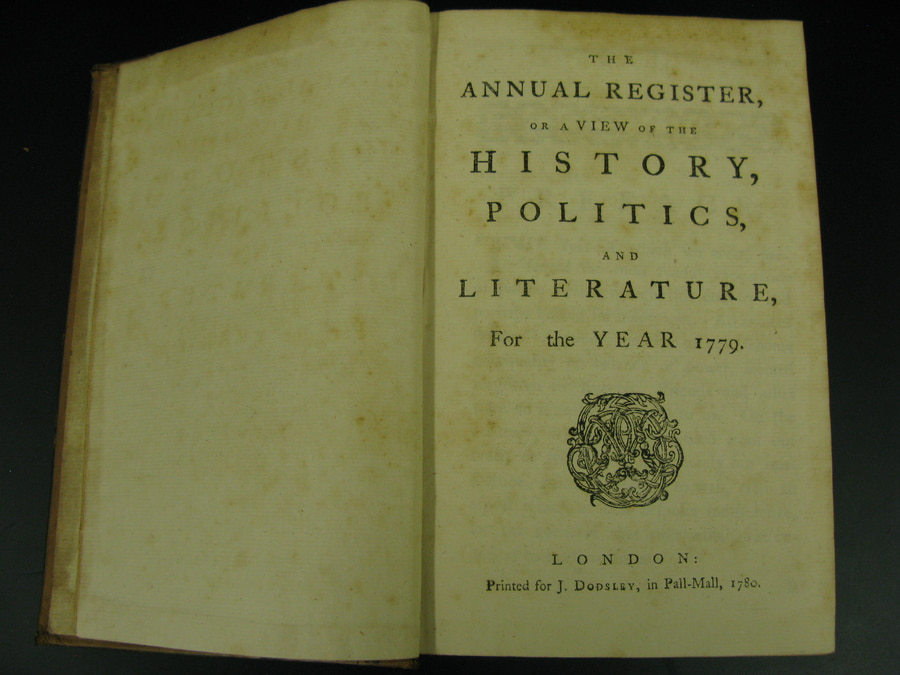 THE
ANNUAL REGISTER,
OR A VIEW OF THE
HISTORY,
POLITICS,
AND
LITERATURE,
For the YEAR 1779.
LONDON:
Printed for J. DODSLEY, in Pall-Mall, 1780.